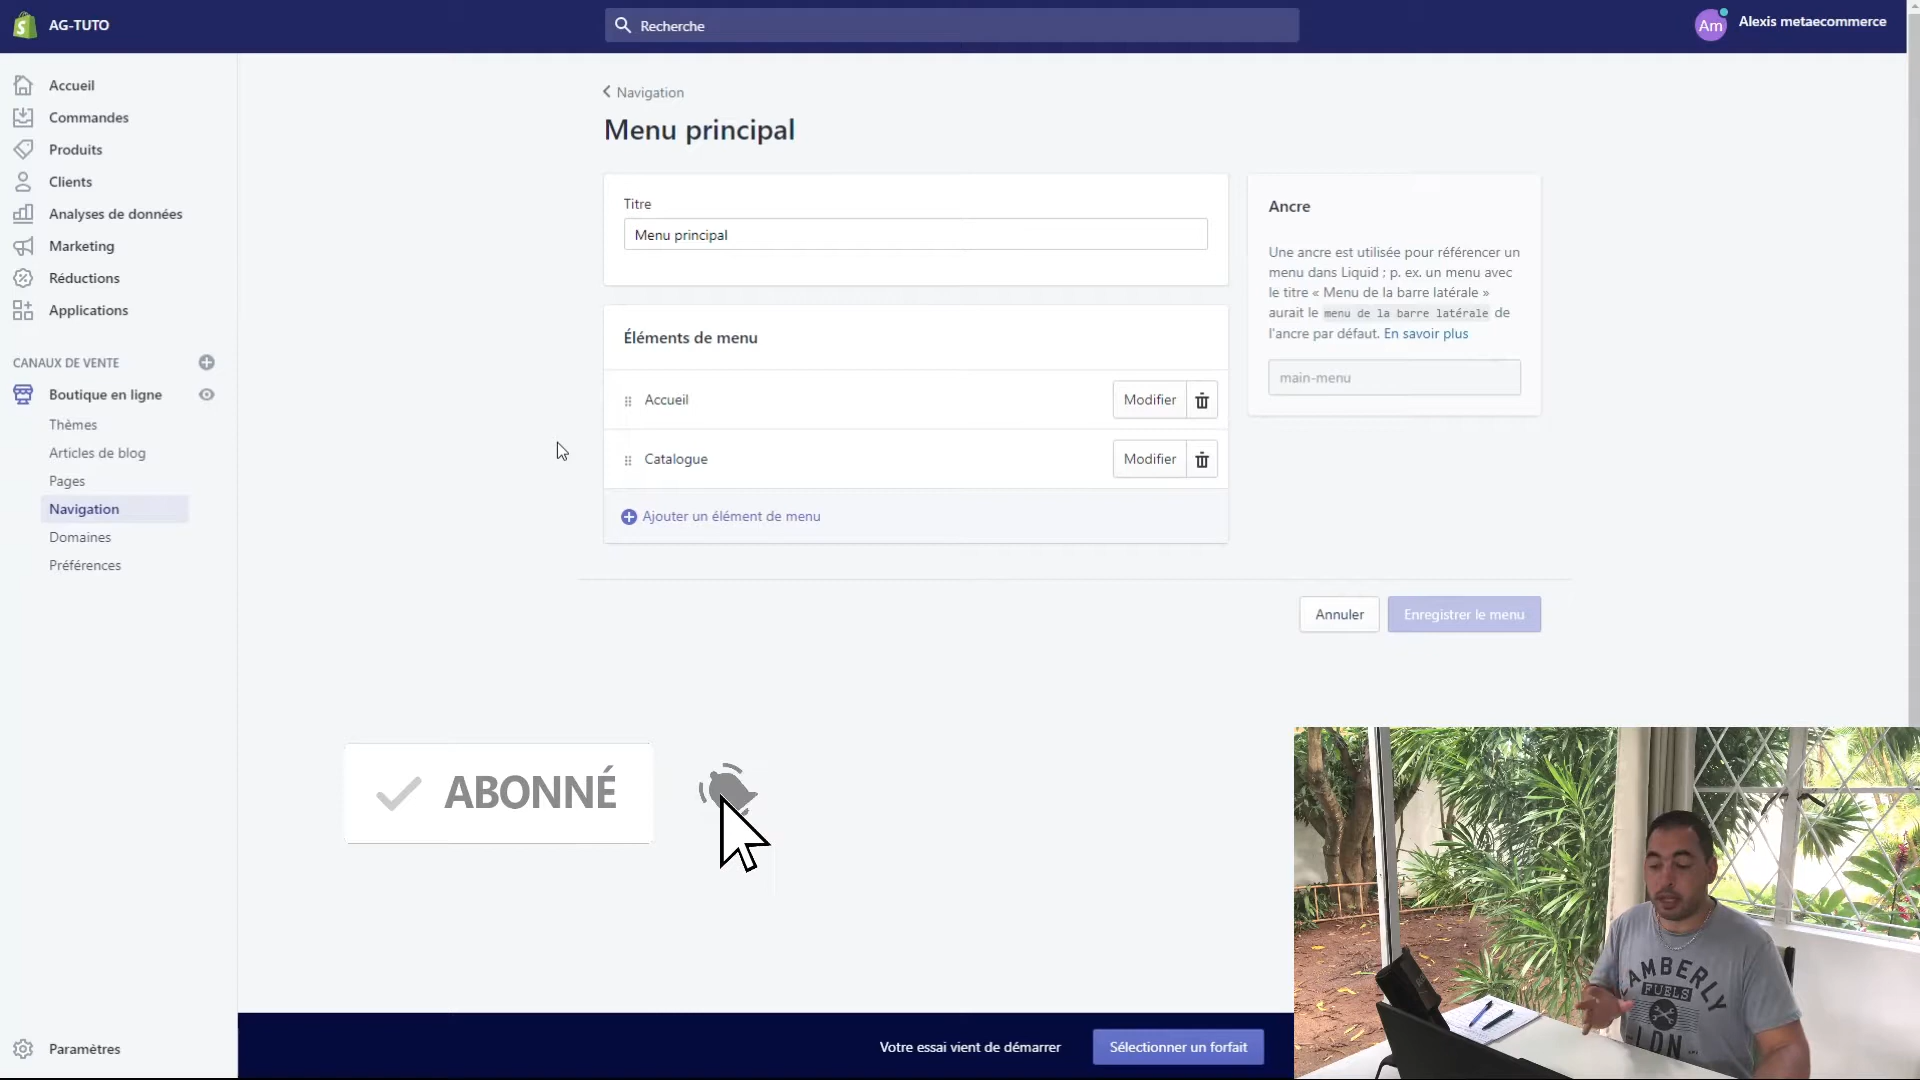 AG-TUTO
Recherche
Am
Alexis metaecommerce
Accueil
Commandes
Produits
Clients
Analyses de données
Marketing
Réductions
Applications
CANAUX DE VENTE
Boutique en ligne
Thèmes
Articles de blog
Pages
Navigation
Domaines
Préférences
Paramètres
Navigation
Menu principal
Titre
Menu principal
Éléments de menu
Accueil
Modifier
Catalogue
Modifier
Ajouter un élément de menu
Ancre
Une ancre est utilisée pour référencer un
menu dans Liquid ; p. ex. un menu avec
le titre « Menu de la barre latérale »
aurait le menu de la barre latérale de
l'ancre par défaut. En savoir plus
main-menu
Annuler
Enregistrer le menu
ABONNÉ
Votre essai vient de démarrer
Sélectionner un forfait
AMBERLY
FUELS
LDN